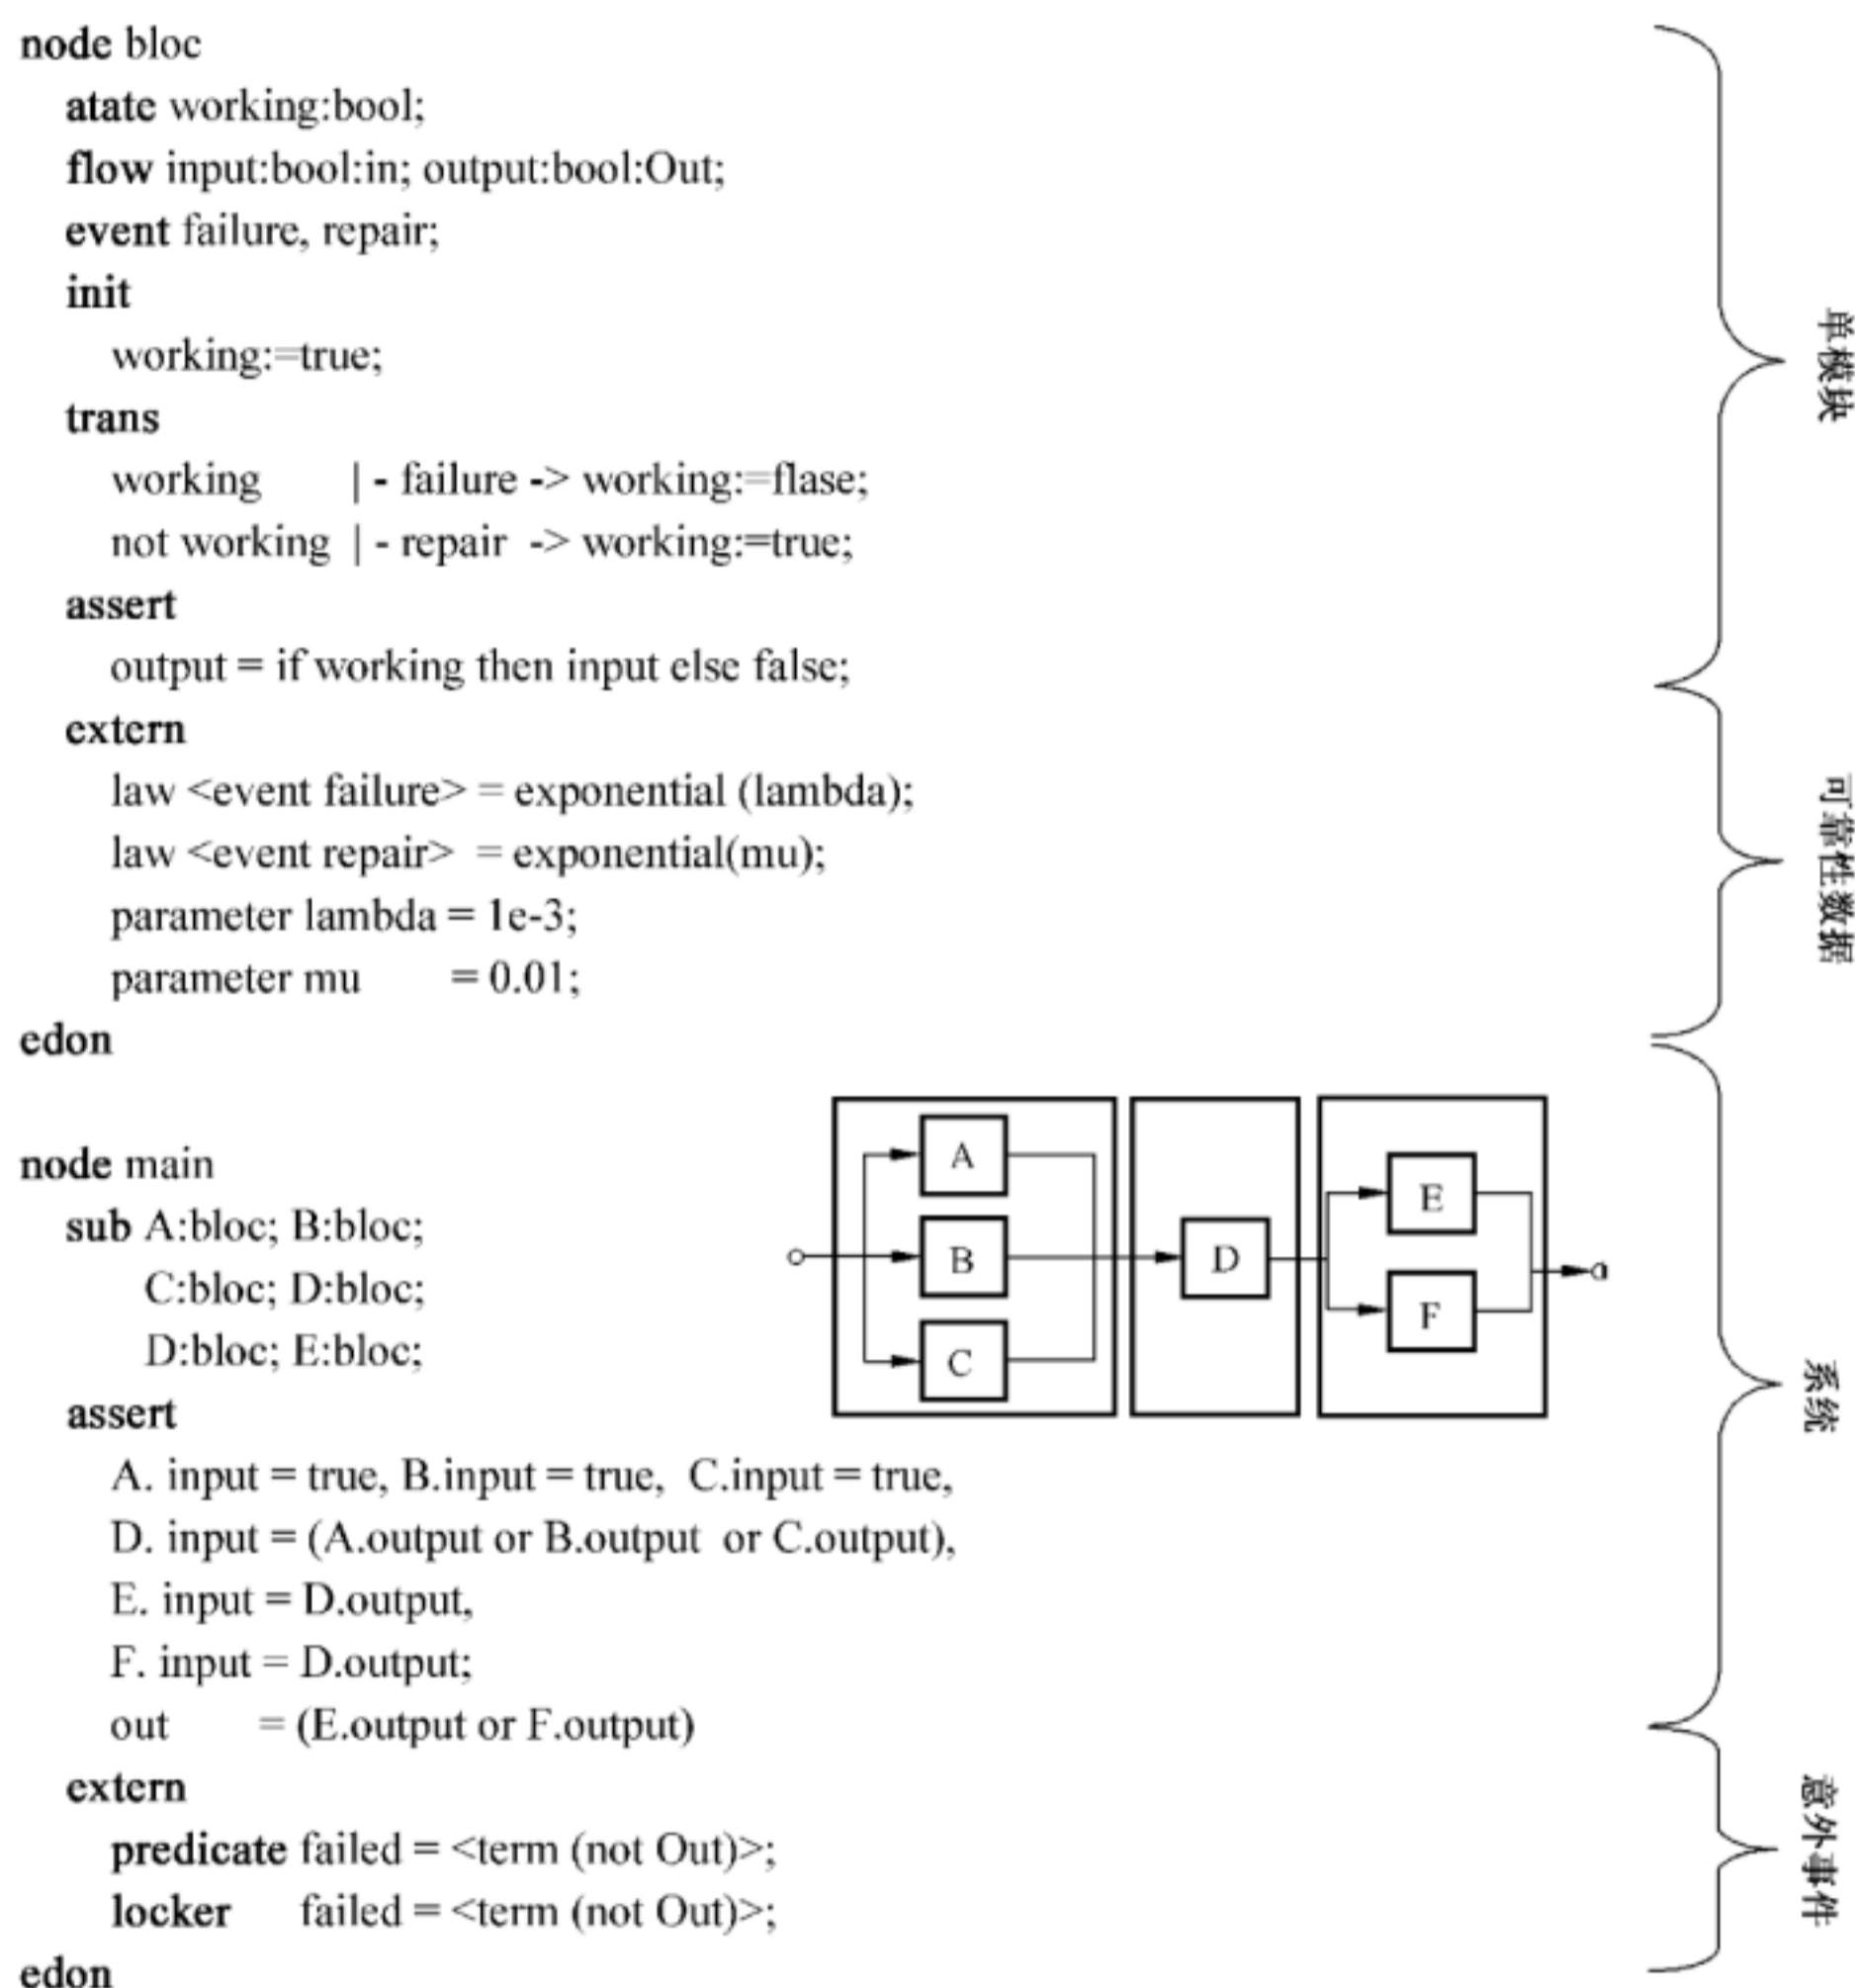 node bloc
atate working:bool;
flow input:bool:in; output:bool:Out;
event failure, repair;
init
working:=true;
trans
working | - failure -> working:=flase;
not working | - repair -> working:=true;
assert
output = if working then input else false;
extern
law <event failure> = exponential (lambda);
law <event repair> = exponential(mu);
parameter lambda = 1e-3;
parameter mu = 0.01;
edon
单模块
可靠性数据
node main
sub A:bloc; B:bloc;
C:bloc; D:bloc;
D:bloc; E:bloc;
assert
A. input = true, B.input = true, C.input = true,
D. input = (A.output or B.output or C.output),
E. input = D.output,
F. input = D.output;
out = (E.output or F.output)
extern
predicate failed = <term (not Out)>;
locker failed = <term (not Out)>;
edon
A
B
C
D
E
F
系统
意外事件